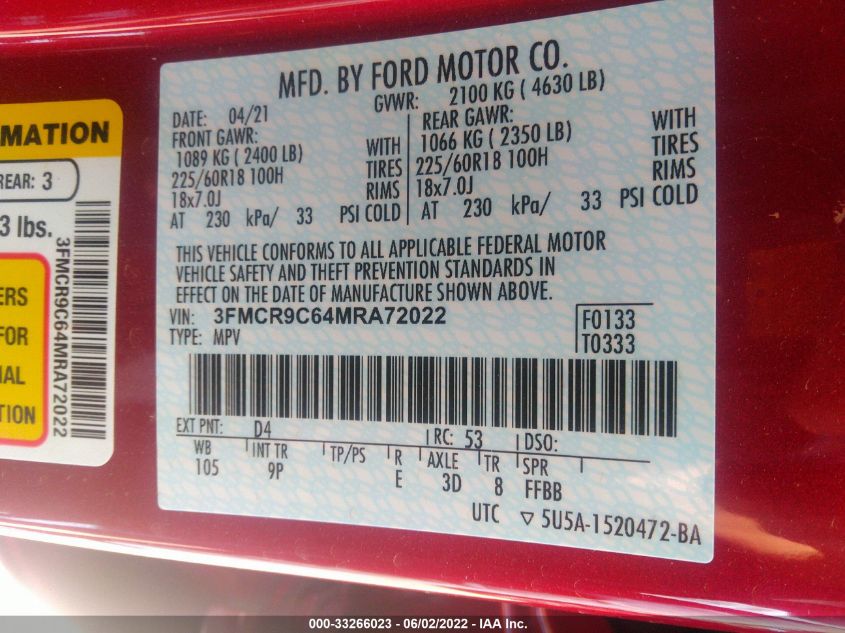 MFD. BY FORD MOTOR CO.
DATE: 04/21
GVWR: 2100 KG ( 4630 LB)
FRONT GAWR:
1089 KG ( 2400 LB) WITH
225/60R18 100H TIRES
18x7.0J RIMS
AT 230 kPa/ 33 PSI COLD
REAR GAWR:
1066 KG ( 2350 LB) WITH
225/60R18 100H TIRES
18x7.0J RIMS
AT 230 kPa/ 33 PSI COLD
THIS VEHICLE CONFORMS TO ALL APPLICABLE FEDERAL MOTOR
VEHICLE SAFETY AND THEFT PREVENTION STANDARDS IN
EFFECT ON THE DATE OF MANUFACTURE SHOWN ABOVE.
VIN: 3FMCR9C64MRA72022
TYPE: MPV
F0133
T0333
EXT PNT: D4 RC: 53 DSO:
WB INT TR TP/PS R AXLE TR SPR
105 9P E 3D 8 FFBB
UTC ▽ 5U5A-1520472-BA
MATION
REAR: 3
3 lbs.
3FMCR9C64MRA72022
ERS
FOR
IAL
TION
000-33266023 - 06/02/2022 - IAA Inc.